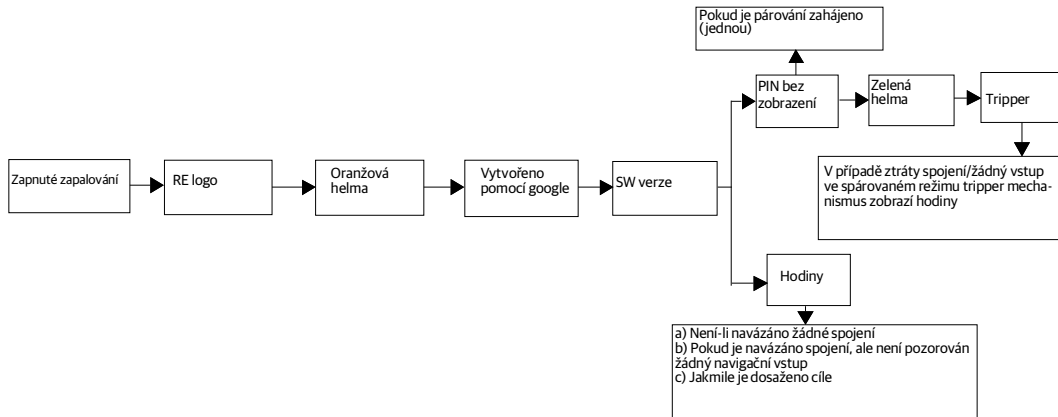 Pokud je párování zahájeno
(jednou)
PIN bez
zobrazení
Zelená
helma
Tripper
Zapnuté zapalování
RE logo
Oranžová
helma
Vytvořeno
pomocí google
SW verze
V případě ztráty spojení/žádný vstup
ve spárovaném režimu tripper mecha-
nismus zobrazí hodiny
Hodiny
a) Není-li navázáno žádné spojení
b) Pokud je navázáno spojení, ale není pozorován
žádný navigační vstup
c) Jakmile je dosaženo cíle